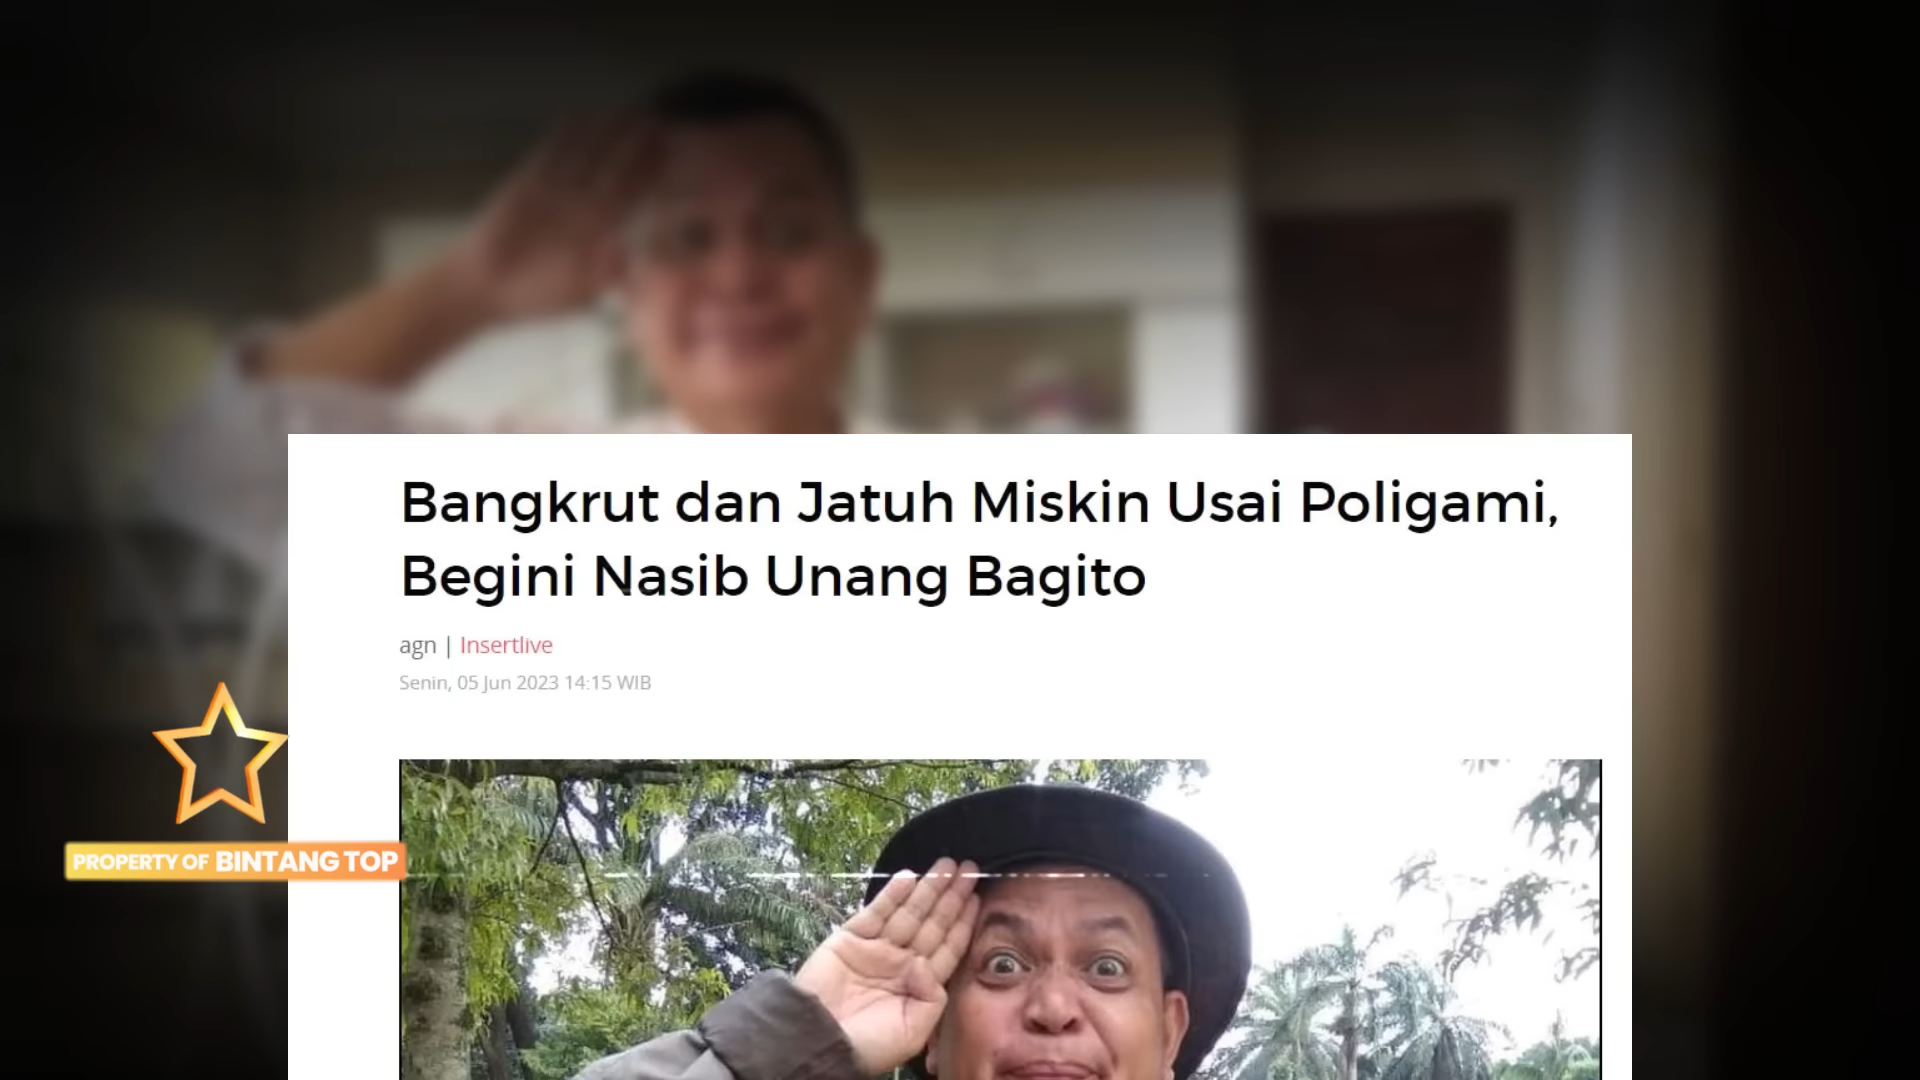 Bangkrut dan Jatuh Miskin Usai Poligami,
Begini Nasib Unang Bagito
agn | Insertlive
Senin, 05 Jun 2023 14:15 WIB
PROPERTY OF BINTANG TOP